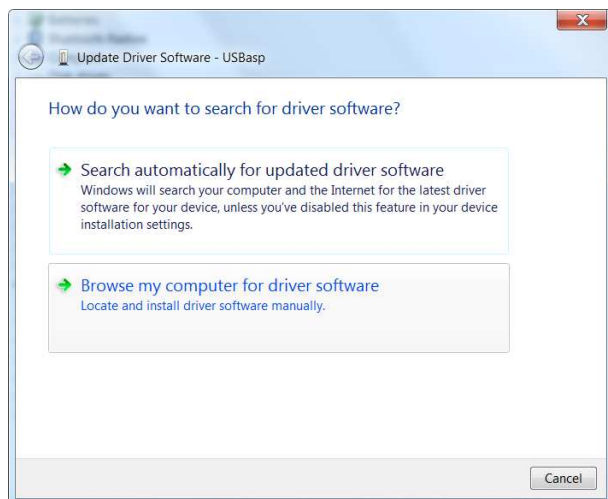 Batteries
Bluetooth Radios
Update Driver Software - USBasp
How do you want to search for driver software?
Search automatically for updated driver software
Windows will search your computer and the Internet for the latest driver
software for your device, unless you've disabled this feature in your device
installation settings.
Browse my computer for driver software
Locate and install driver software manually.
Cancel